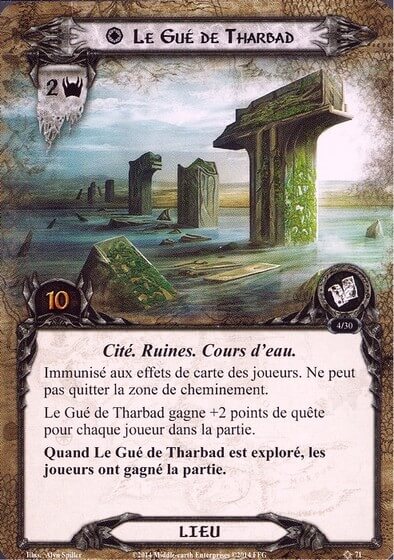 Le Gué de Tharbad
2
10
4/30
Cité. Ruines. Cours d'eau.
Immunisé aux effets de carte des joueurs. Ne peut
pas quitter la zone de cheminement.
Le Gué de Tharbad gagne +2 points de quête
pour chaque joueur dans la partie.
Quand Le Gué de Tharbad est exploré, les
joueurs ont gagné la partie.
LIEU
Illus. Alvn Spiller
©2014 Middle-earth Enterprises ©2014 FFG
71